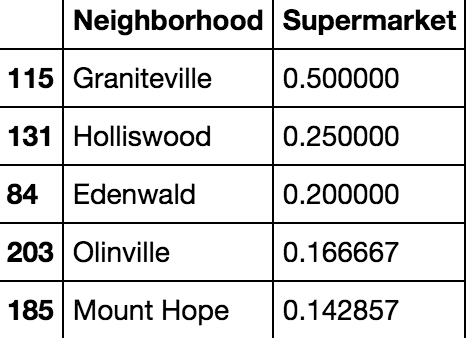 Neighborhood Supermarket
115 Graniteville 0.500000
131 Holliswood 0.250000
84 Edenwald 0.200000
203 Olinville 0.166667
185 Mount Hope 0.142857